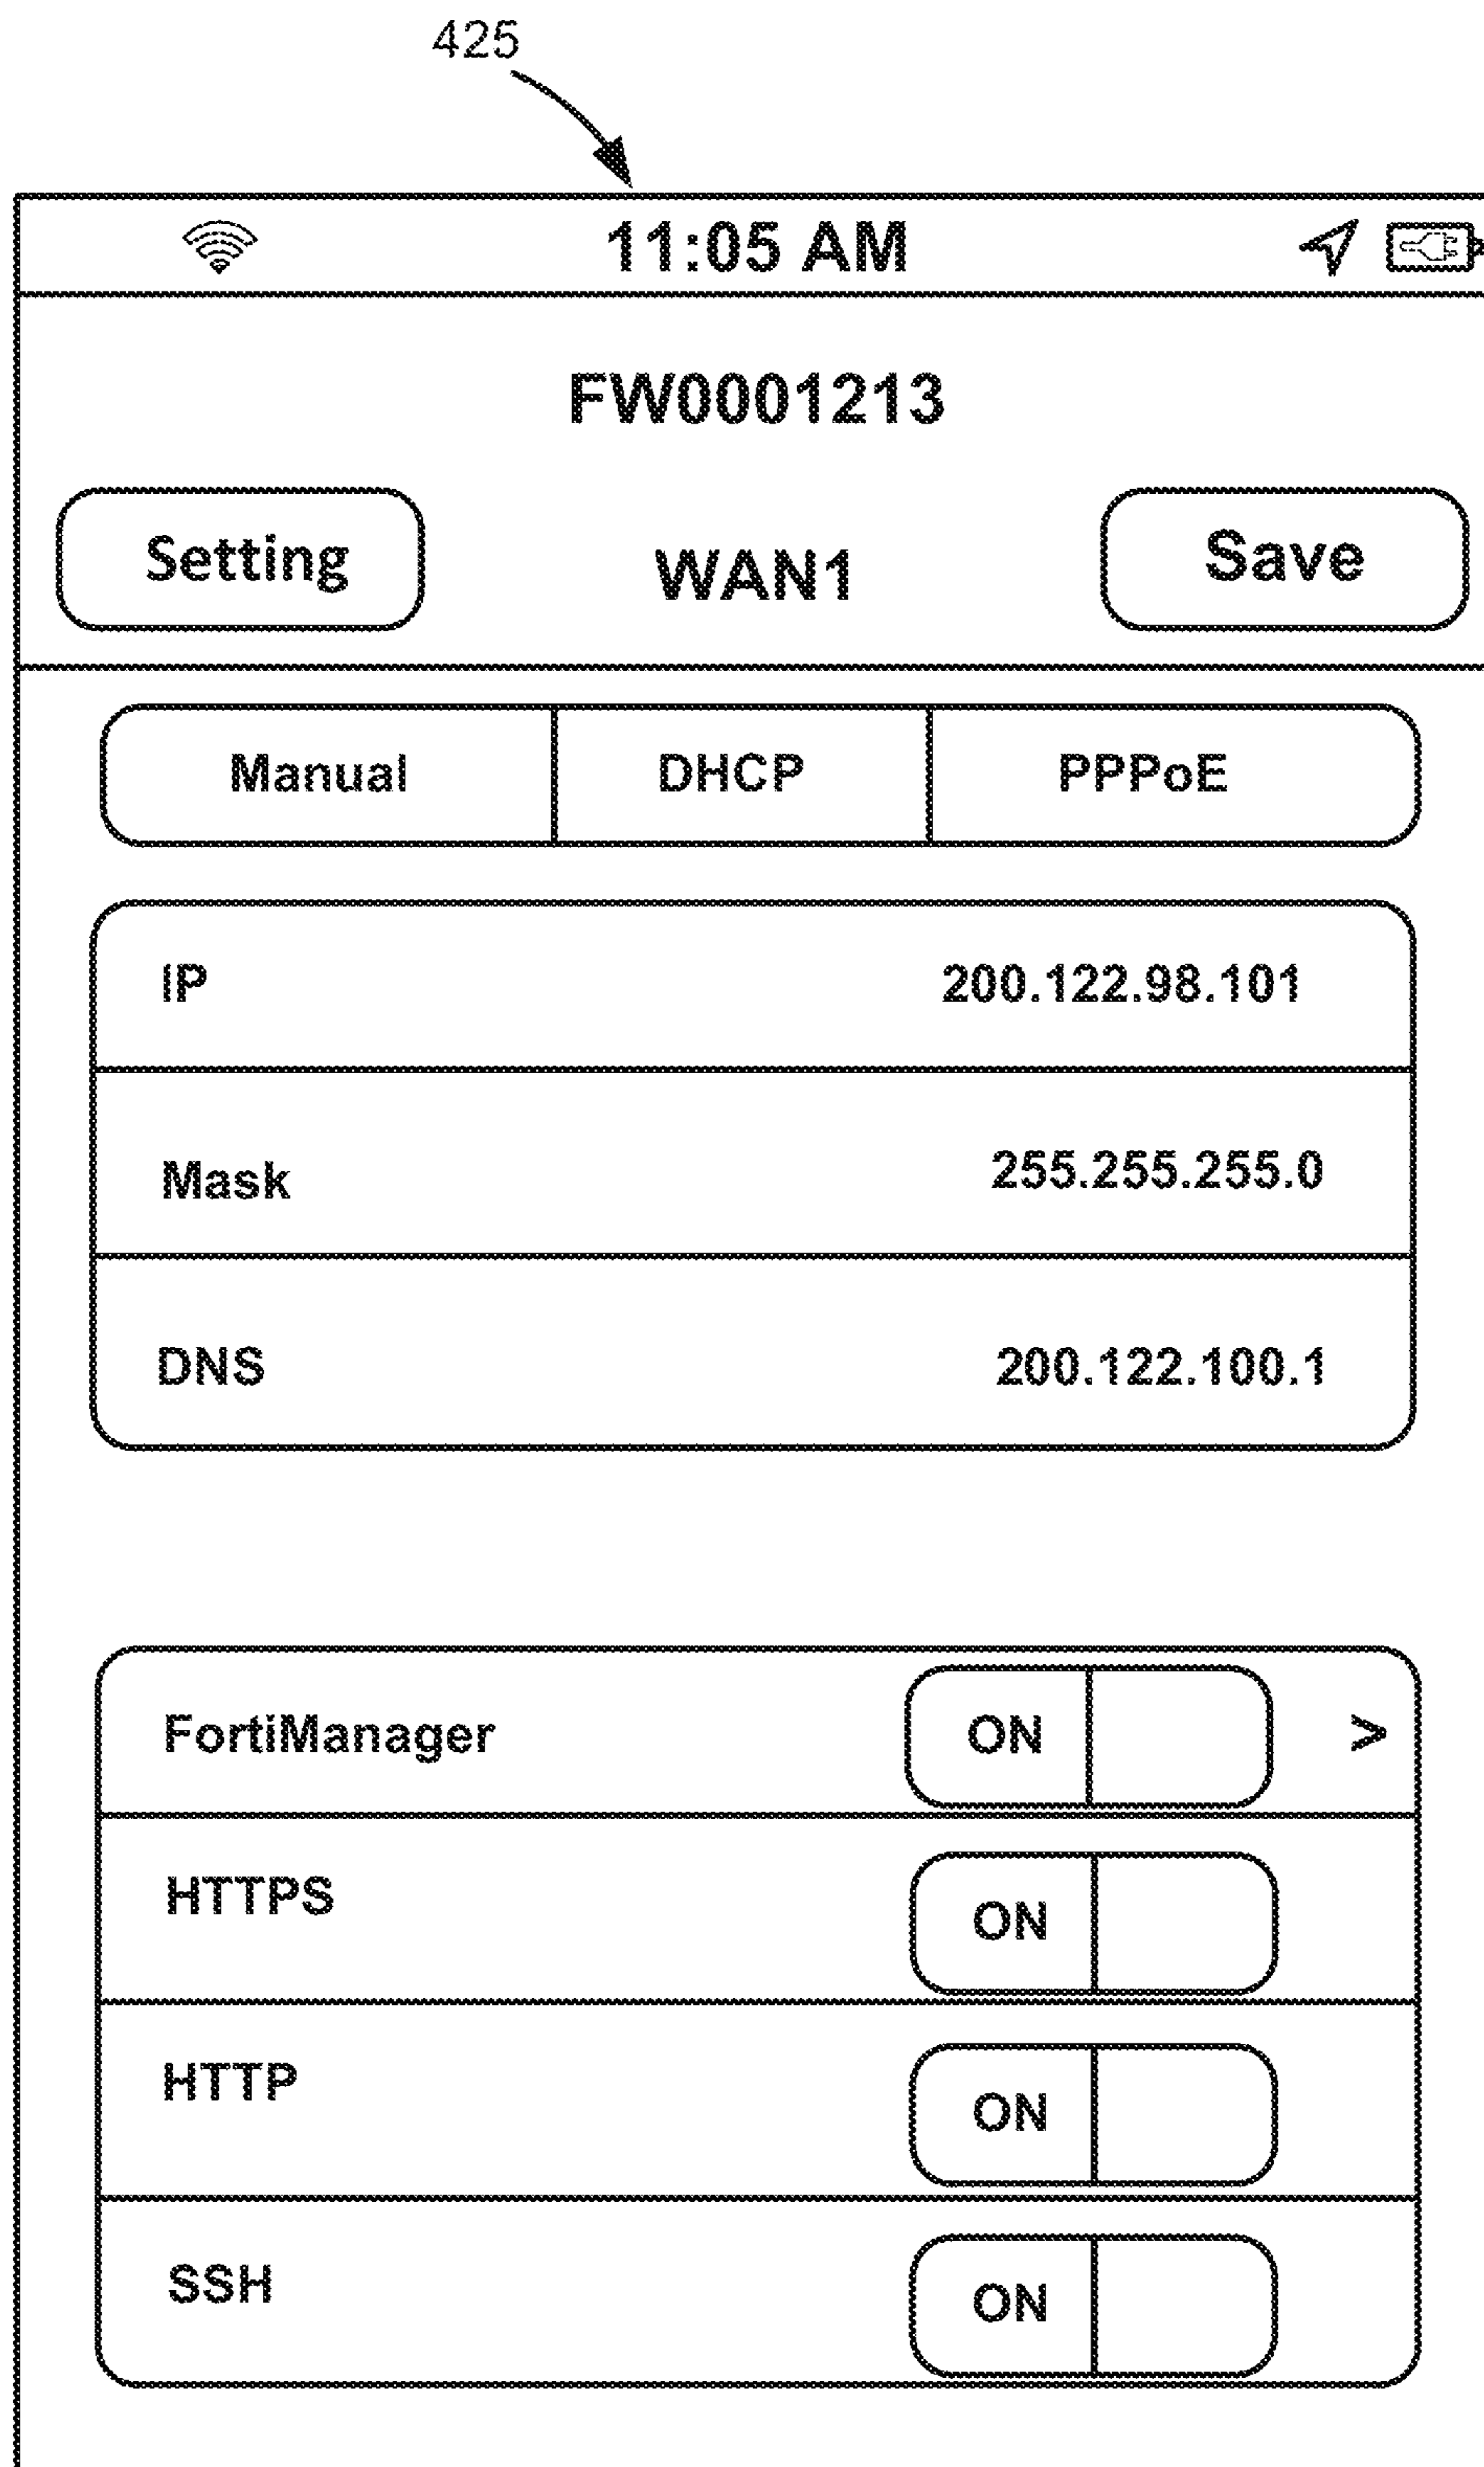 425
11:05 AM
FW0001213
Setting WAN1 Save
Manual DHCP PPPoE
IP 200.122.98.101
Mask 255.255.255.0
DNS 200.122.100.1
FortiManager ON >
HTTPS ON
HTTP ON
SSH ON